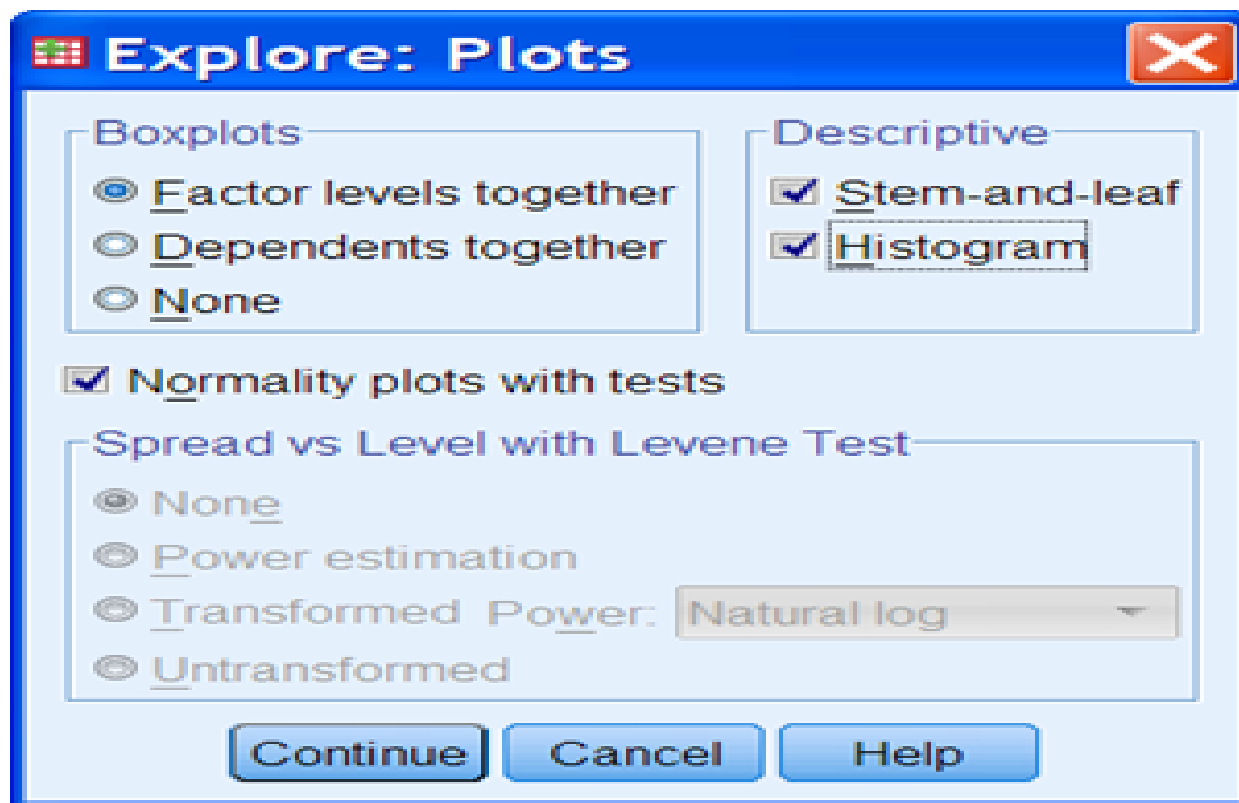 Explore: Plots
Boxplots
Factor levels together
Dependents together
None
Descriptive
Stem-and-leaf
Histogram
Normality plots with tests
Spread vs Level with Levene Test
None
Power estimation
Transformed Power: Natural log
Untransformed
Continue Cancel Help